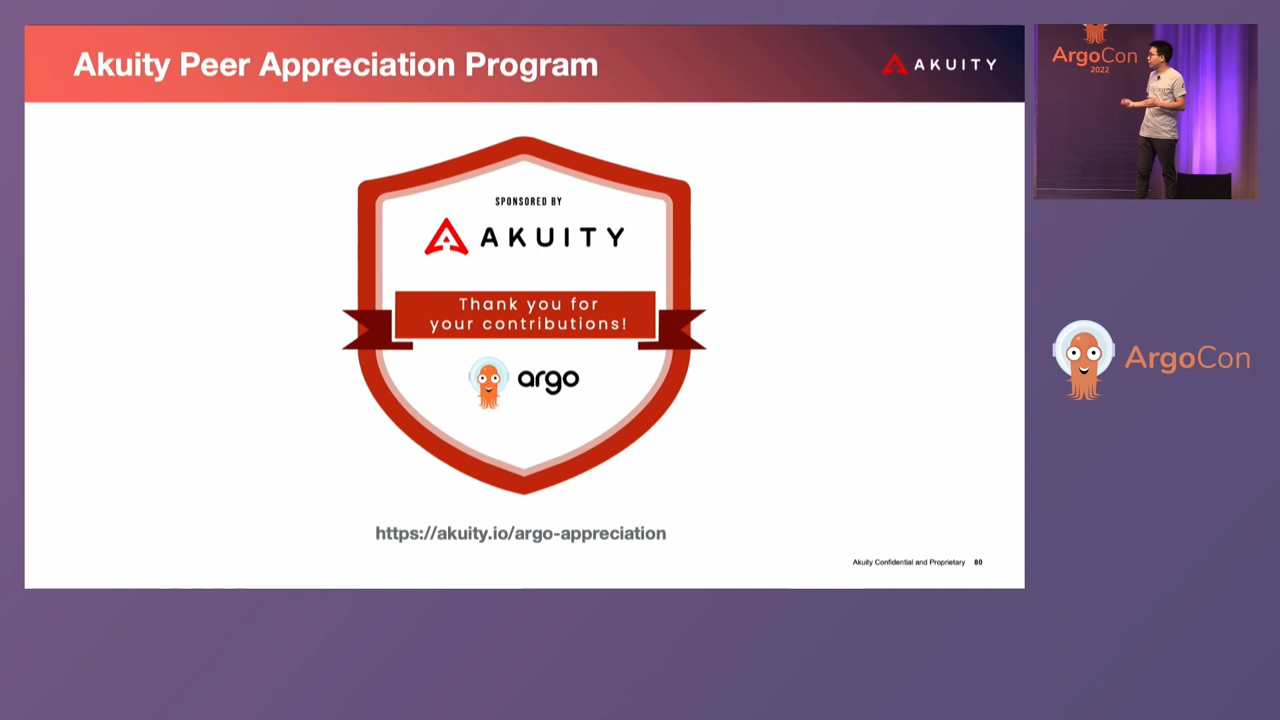 Akuity Peer Appreciation Program
AKUITY
SPONSORED BY
AKUITY
Thank you for
your contributions!
argo
https://akuity.io/argo-appreciation
Akuity Confidential and Proprietary 80
ArgoCon
2022
ArgoCon